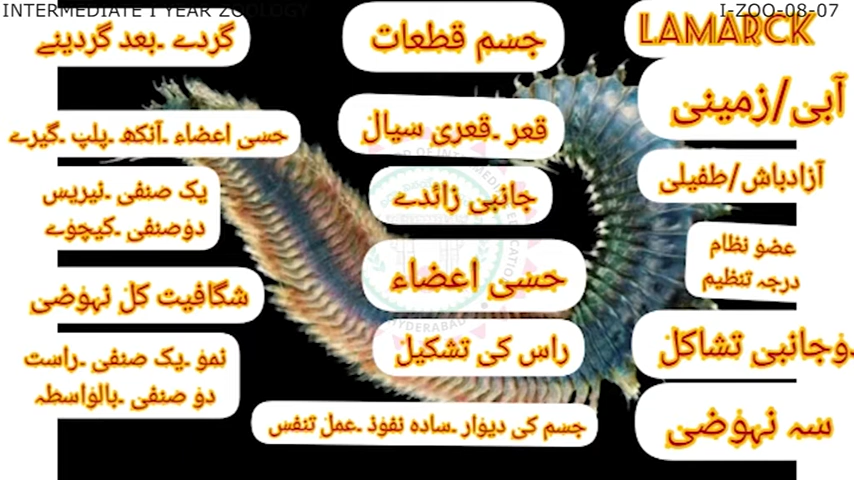 INTERMEDIATE I YEAR ZOOLOGY
I-ZOO-08-07
LAMARCK
آبی/زمینی
آزادباش/طفیلی
عضو نظام
درجہ تنظیم
دوجانبی تشاکل
سہ نہوضی
جسم قطعات
قعر ۔قعری سیال
جانبی زائدے
حسی اعضاء
راس کی تشکیل
جسم کی دیوار ۔سادہ نفوذ ۔عمل تنفس
گردے ۔بعد گردینے
حسی اعضاء ۔آنکھ ۔پلپ ۔گیرے
یک صنفی ۔نیریس
دوصنفی ۔کیچوے
شگافیت کل نہوضی
نمو ۔یک صنفی ۔راست
دو صنفی ۔بالواسطہ
HYDERABAD